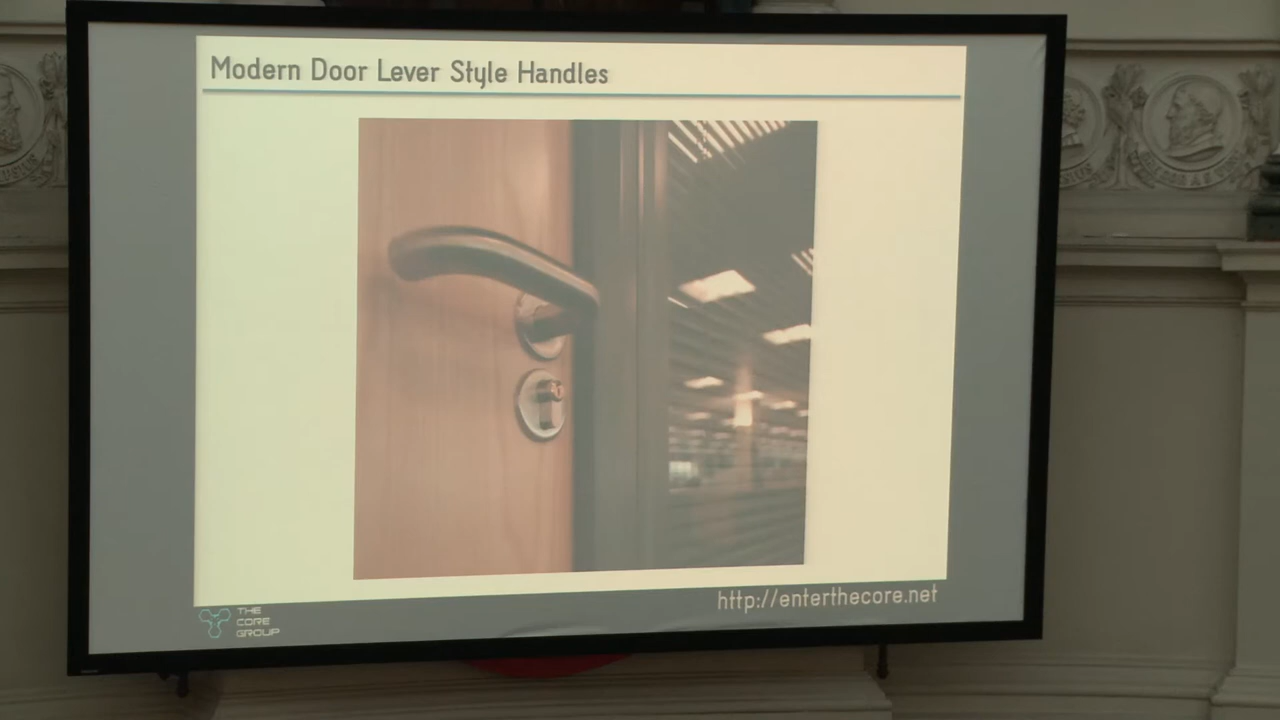 Modern Door Lever Style Handles
http://enterthecore.net
THE
CORE
GROUP